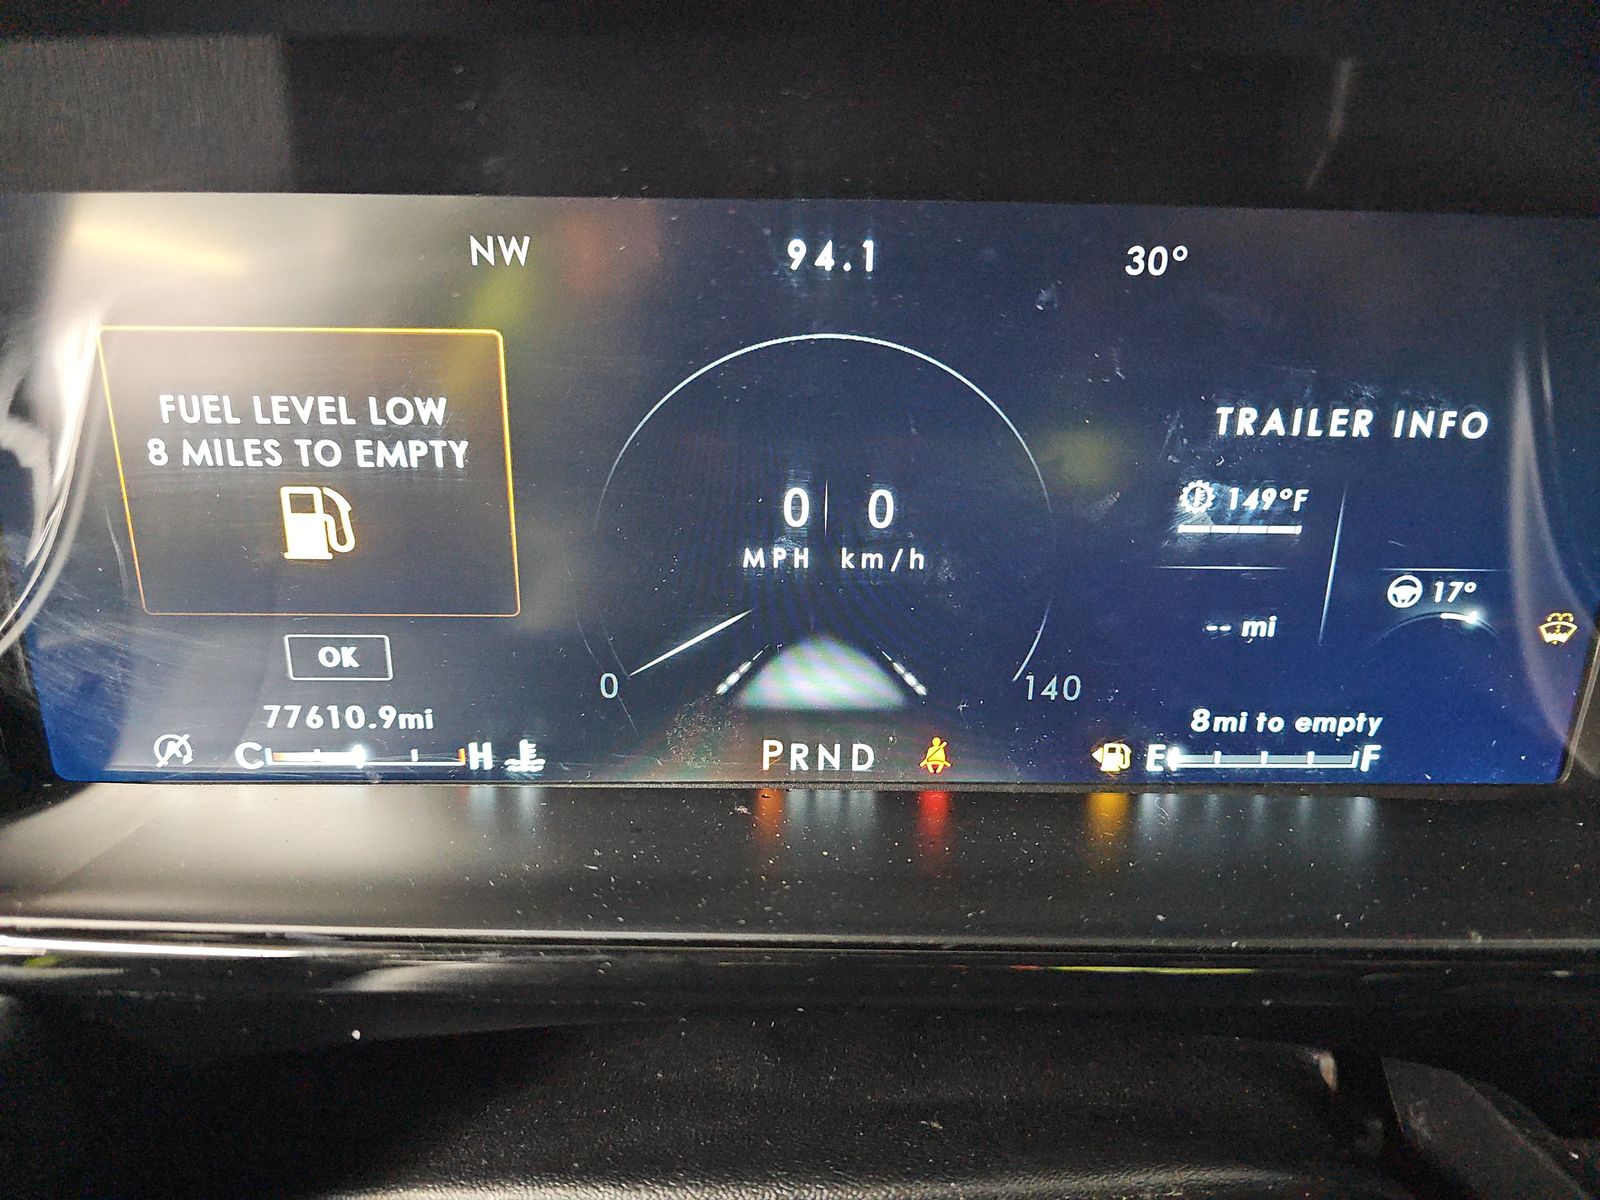 NW
94.1
30°
FUEL LEVEL LOW
8 MILES TO EMPTY
OK
77610.9mi
C H
0 0
MPH km/h
0 140
PRND
TRAILER INFO
149°F
17°
-- mi
8mi to empty
E F